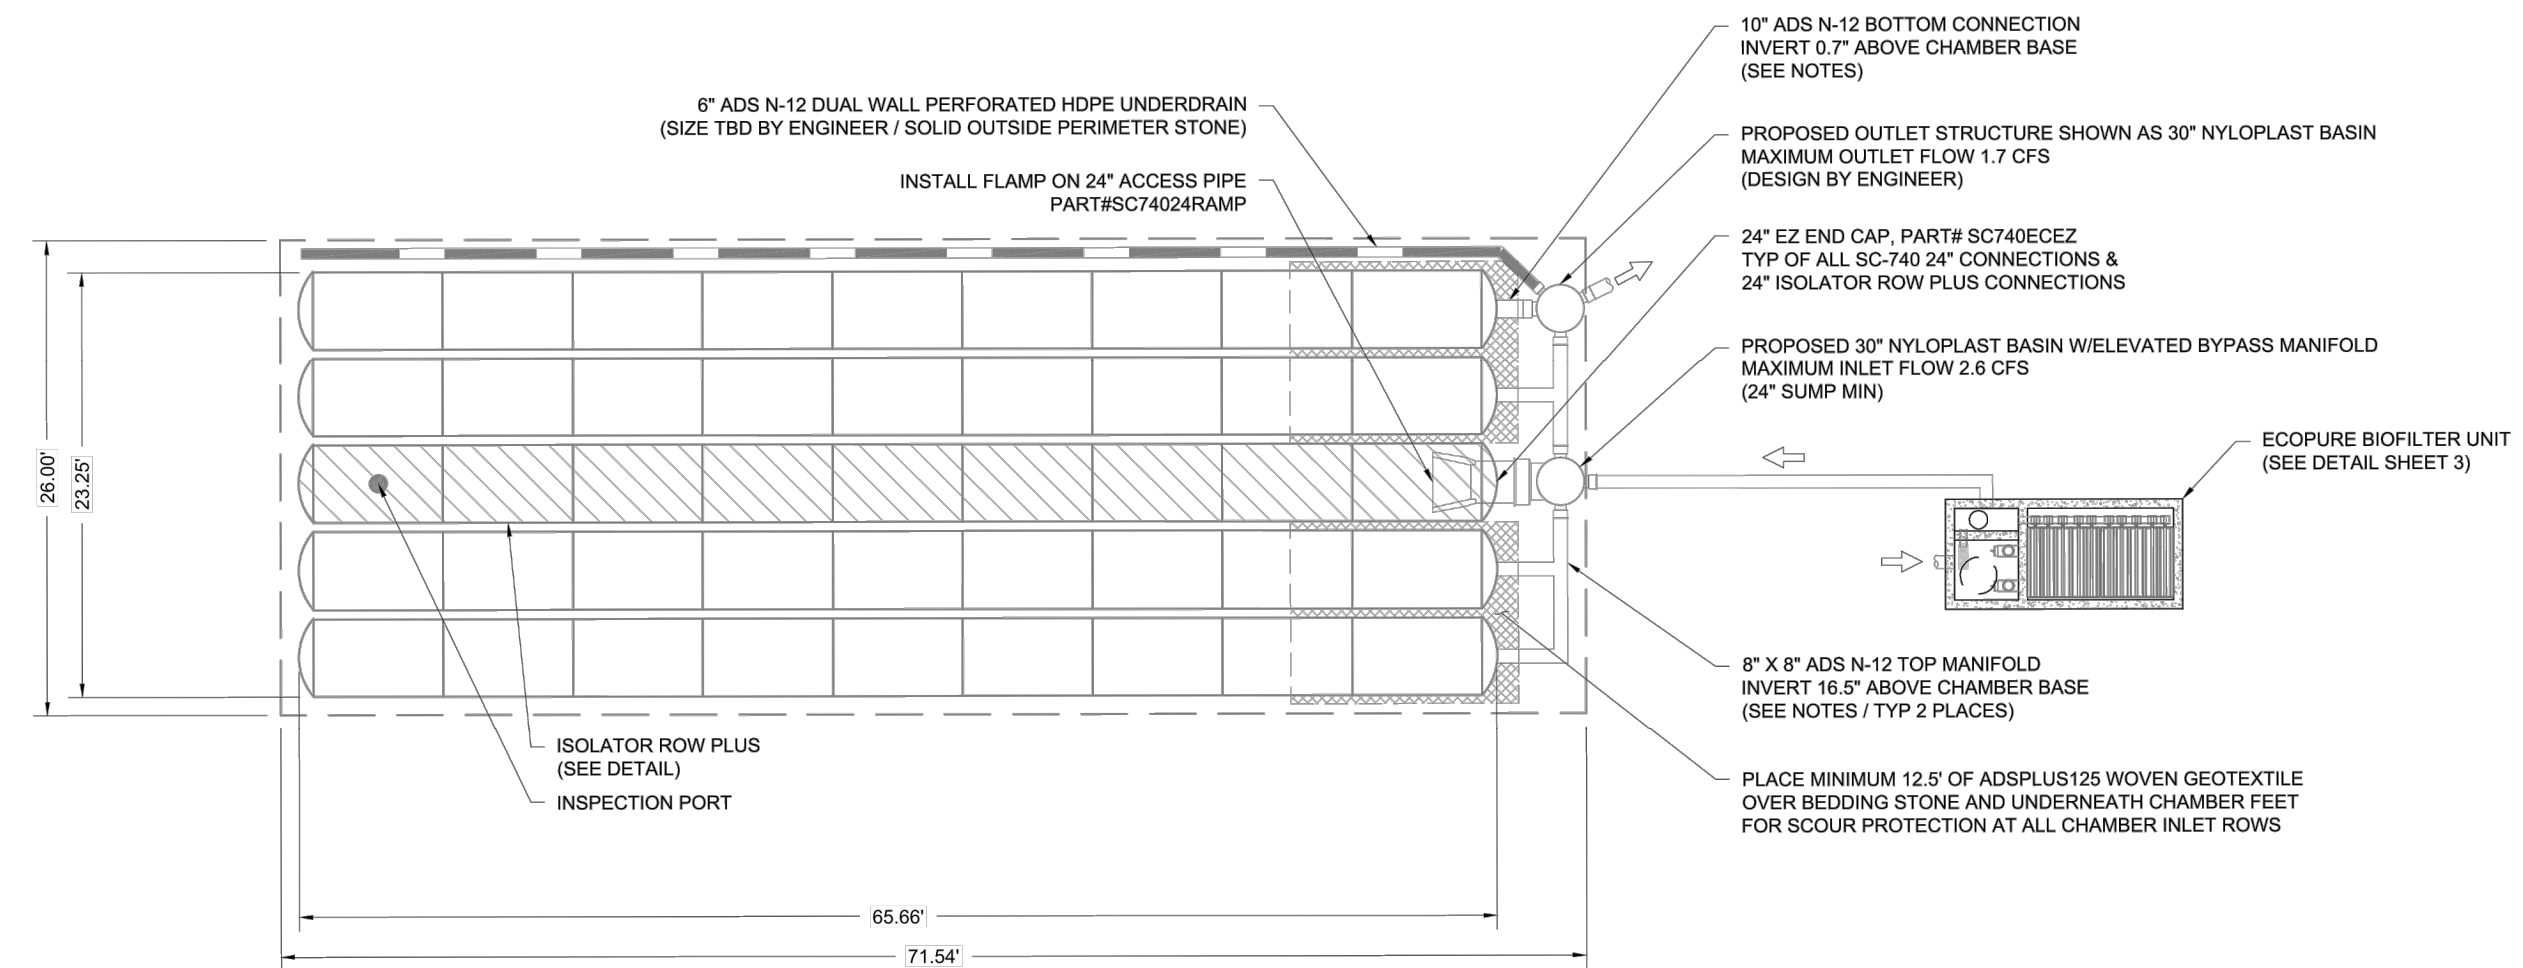 10" ADS N-12 BOTTOM CONNECTION
INVERT 0.7" ABOVE CHAMBER BASE
(SEE NOTES)
6" ADS N-12 DUAL WALL PERFORATED HDPE UNDERDRAIN
(SIZE TBD BY ENGINEER / SOLID OUTSIDE PERIMETER STONE)
PROPOSED OUTLET STRUCTURE SHOWN AS 30" NYLOPLAST BASIN
MAXIMUM OUTLET FLOW 1.7 CFS
(DESIGN BY ENGINEER)
INSTALL FLAMP ON 24" ACCESS PIPE
PART#SC74024RAMP
24" EZ END CAP, PART# SC740ECEZ
TYP OF ALL SC-740 24" CONNECTIONS &
24" ISOLATOR ROW PLUS CONNECTIONS
PROPOSED 30" NYLOPLAST BASIN W/ELEVATED BYPASS MANIFOLD
MAXIMUM INLET FLOW 2.6 CFS
(24" SUMP MIN)
ECOPURE BIOFILTER UNIT
(SEE DETAIL SHEET 3)
26.00'
23.25'
8" X 8" ADS N-12 TOP MANIFOLD
INVERT 16.5" ABOVE CHAMBER BASE
(SEE NOTES / TYP 2 PLACES)
ISOLATOR ROW PLUS
(SEE DETAIL)
INSPECTION PORT
PLACE MINIMUM 12.5' OF ADSPLUS125 WOVEN GEOTEXTILE
OVER BEDDING STONE AND UNDERNEATH CHAMBER FEET
FOR SCOUR PROTECTION AT ALL CHAMBER INLET ROWS
65.66'
71.54'